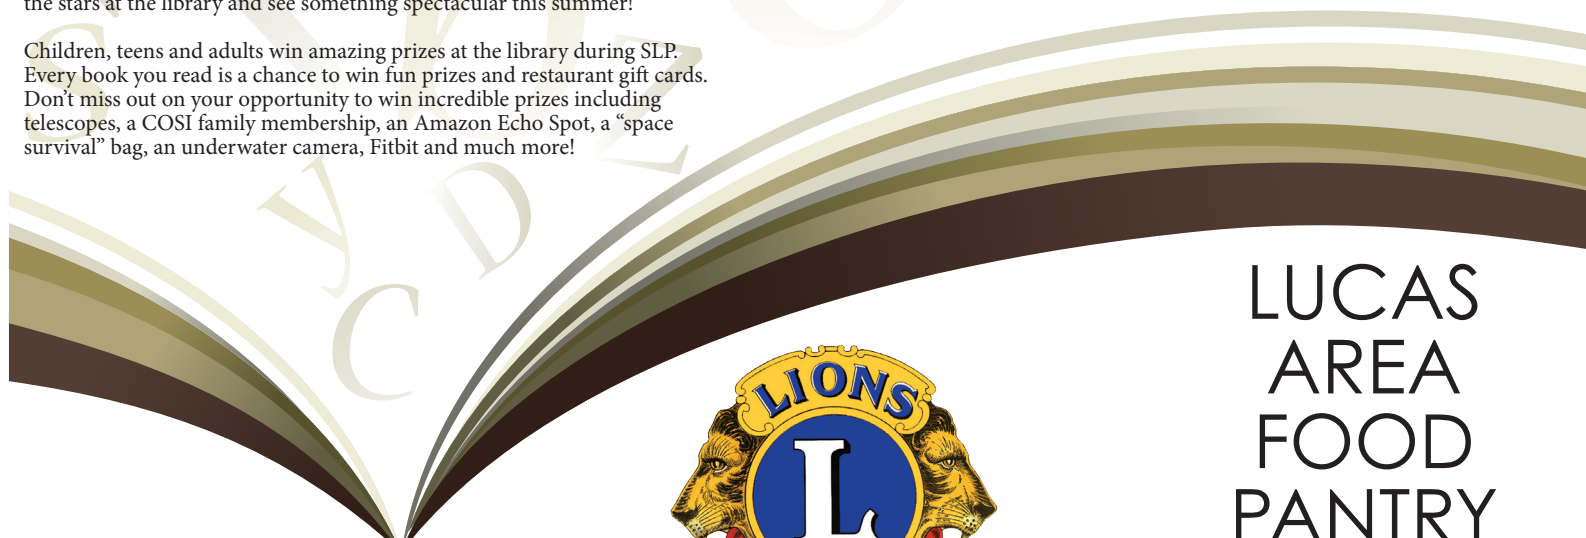 the stars at the library and see something spectacular this summer!
Children, teens and adults win amazing prizes at the library during SLP.
Every book you read is a chance to win fun prizes and restaurant gift cards.
Don’t miss out on your opportunity to win incredible prizes including
telescopes, a COSI family membership, an Amazon Echo Spot, a “space
survival” bag, an underwater camera, Fitbit and much more!
S
y
D
Z
C
LIONS
L
LUCAS
AREA
FOOD
PANTRY